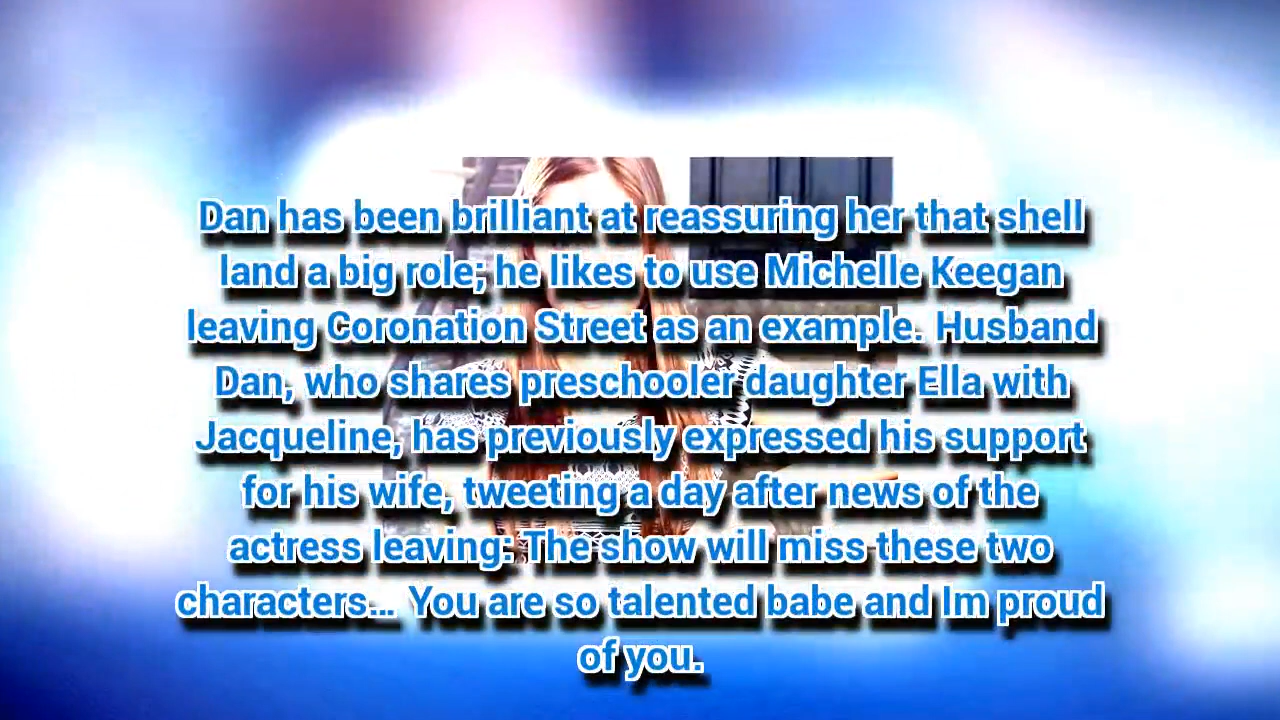 Dan has been brilliant at reassuring her that shell
land a big role; he likes to use Michelle Keegan
leaving Coronation Street as an example. Husband
Dan, who shares preschooler daughter Ella with
Jacqueline, has previously expressed his support
for his wife, tweeting a day after news of the
actress leaving: The show will miss these two
characters... You are so talented babe and Im proud
of you.